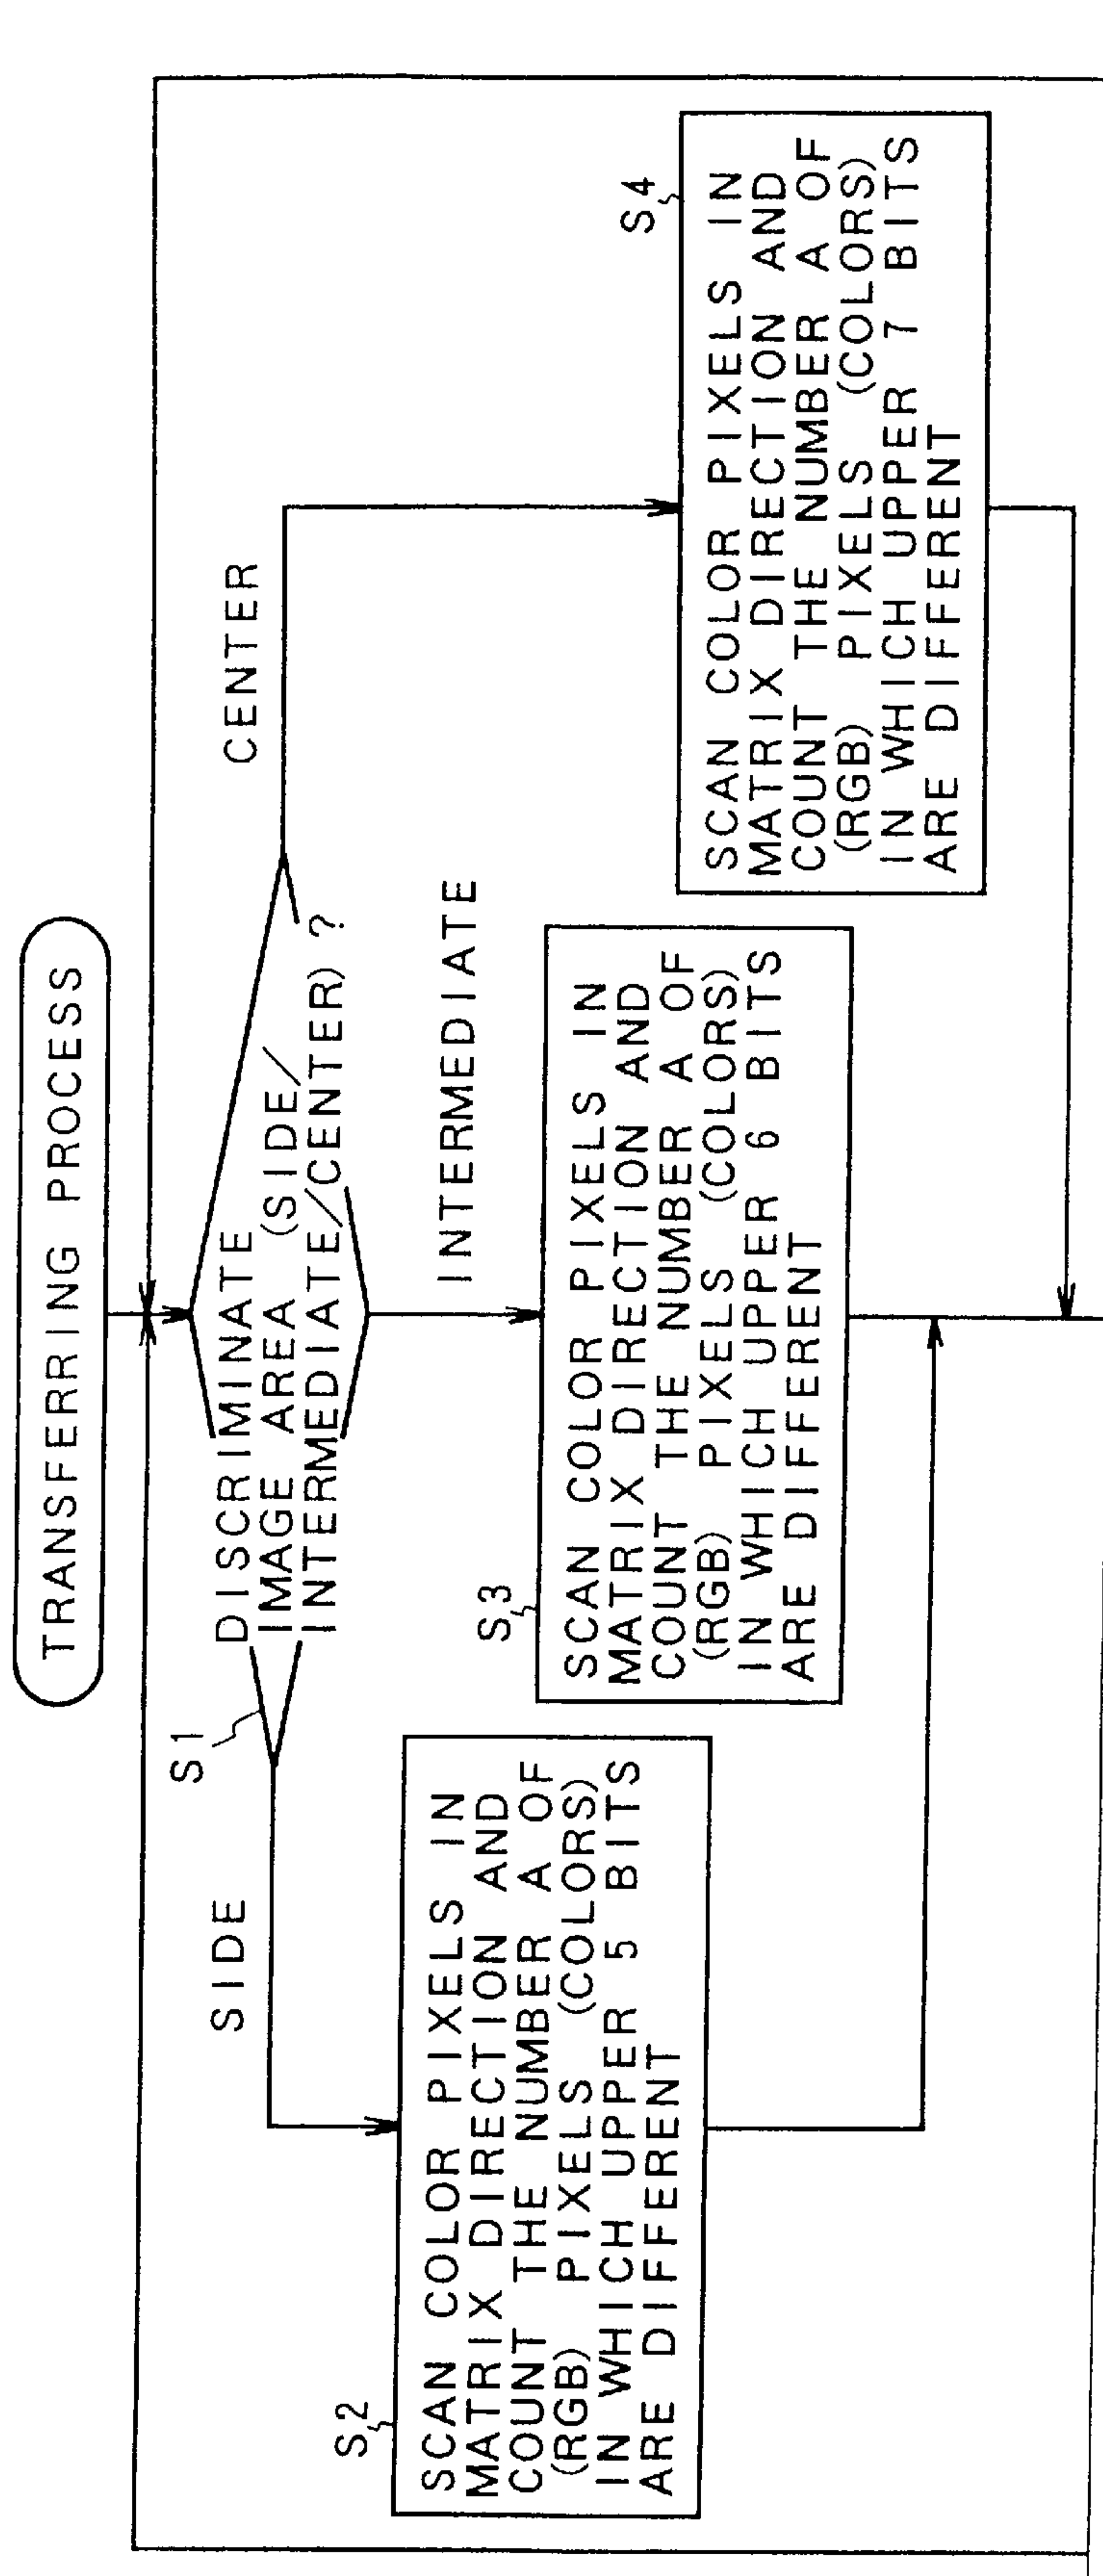 TRANSFERRING PROCESS
S1
DISCRIMINATE
IMAGE AREA (SIDE/
INTERMEDIATE/CENTER) ?
SIDE
INTERMEDIATE
CENTER
S2
SCAN COLOR PIXELS IN
MATRIX DIRECTION AND
COUNT THE NUMBER A OF
(RGB) PIXELS (COLORS)
IN WHICH UPPER 5 BITS
ARE DIFFERENT
S3
SCAN COLOR PIXELS IN
MATRIX DIRECTION AND
COUNT THE NUMBER A OF
(RGB) PIXELS (COLORS)
IN WHICH UPPER 6 BITS
ARE DIFFERENT
S4
SCAN COLOR PIXELS IN
MATRIX DIRECTION AND
COUNT THE NUMBER A OF
(RGB) PIXELS (COLORS)
IN WHICH UPPER 7 BITS
ARE DIFFERENT